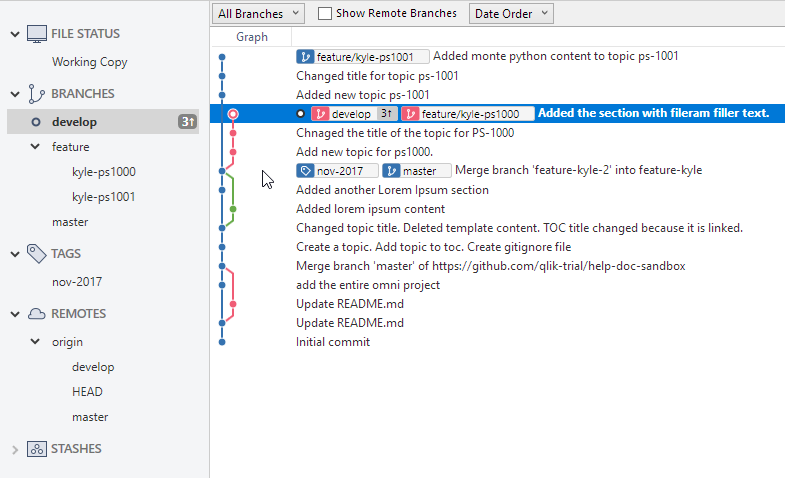 All Branches
Show Remote Branches
Date Order
FILE STATUS
Working Copy
BRANCHES
develop 3↑
feature
kyle-ps1000
kyle-ps1001
master
TAGS
nov-2017
REMOTES
origin
develop
HEAD
master
STASHES
Graph
feature/kyle-ps1001 Added monte python content to topic ps-1001
Changed title for topic ps-1001
Added new topic ps-1001
develop 3↑ feature/kyle-ps1000 Added the section with fileram filler text.
Chnaged the title of the topic for PS-1000
Add new topic for ps1000.
nov-2017 master Merge branch 'feature-kyle-2' into feature-kyle
Added another Lorem Ipsum section
Added lorem ipsum content
Changed topic title. Deleted template content. TOC title changed because it is linked.
Create a topic. Add topic to toc. Create gitignore file
Merge branch 'master' of https://github.com/qlik-trial/help-doc-sandbox
add the entire omni project
Update README.md
Update README.md
Initial commit